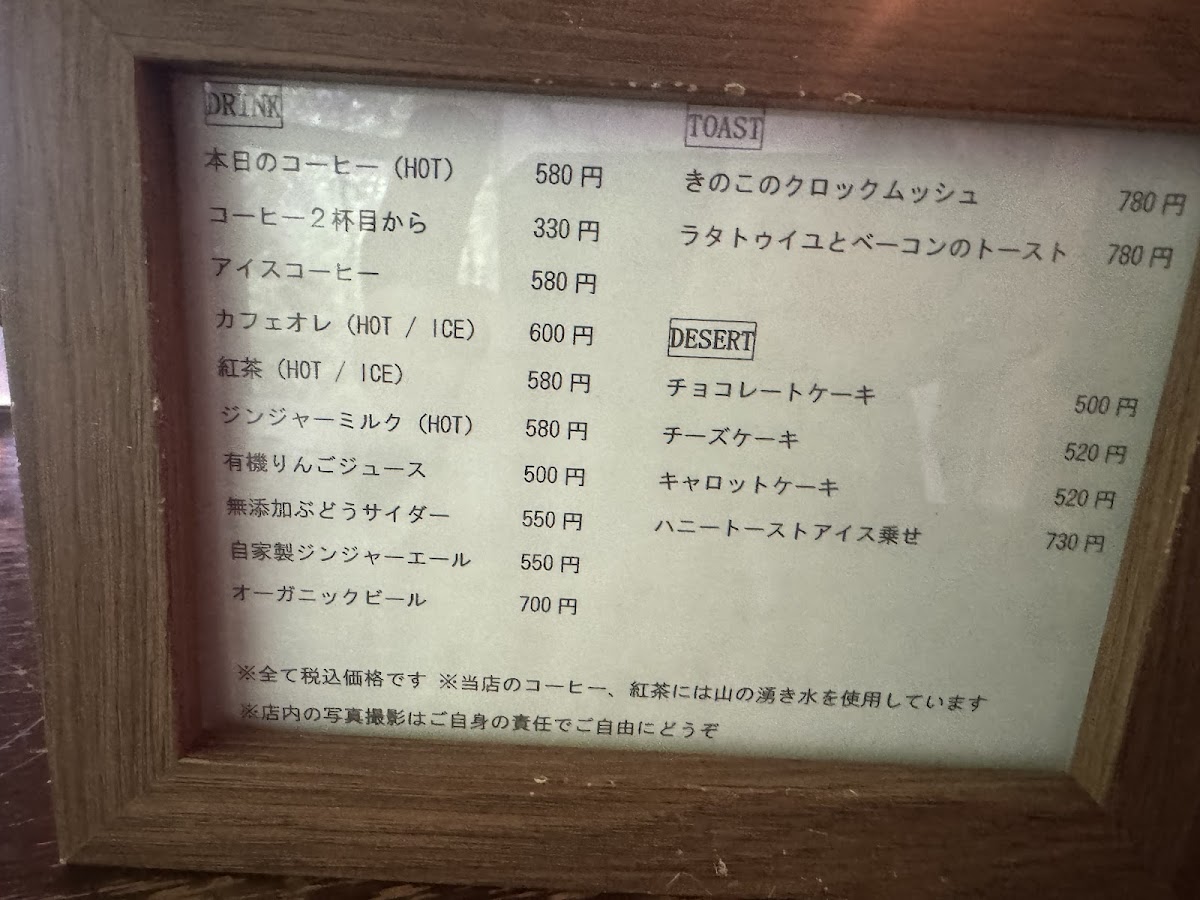 DRINK
本日のコーヒー (HOT) 580円
コーヒー２杯目から 330円
アイスコーヒー 580円
カフェオレ (HOT / ICE) 600円
紅茶 (HOT / ICE) 580円
ジンジャーミルク (HOT) 580円
有機りんごジュース 500円
無添加ぶどうサイダー 550円
自家製ジンジャーエール 550円
オーガニックビール 700円
TOAST
きのこのクロックムッシュ 780円
ラタトゥイユとベーコンのトースト 780円
DESERT
チョコレートケーキ 500円
チーズケーキ 520円
キャロットケーキ 520円
ハニートーストアイス乗せ 730円
※全て税込価格です ※当店のコーヒー、紅茶には山の湧き水を使用しています
※店内の写真撮影はご自身の責任でご自由にどうぞ